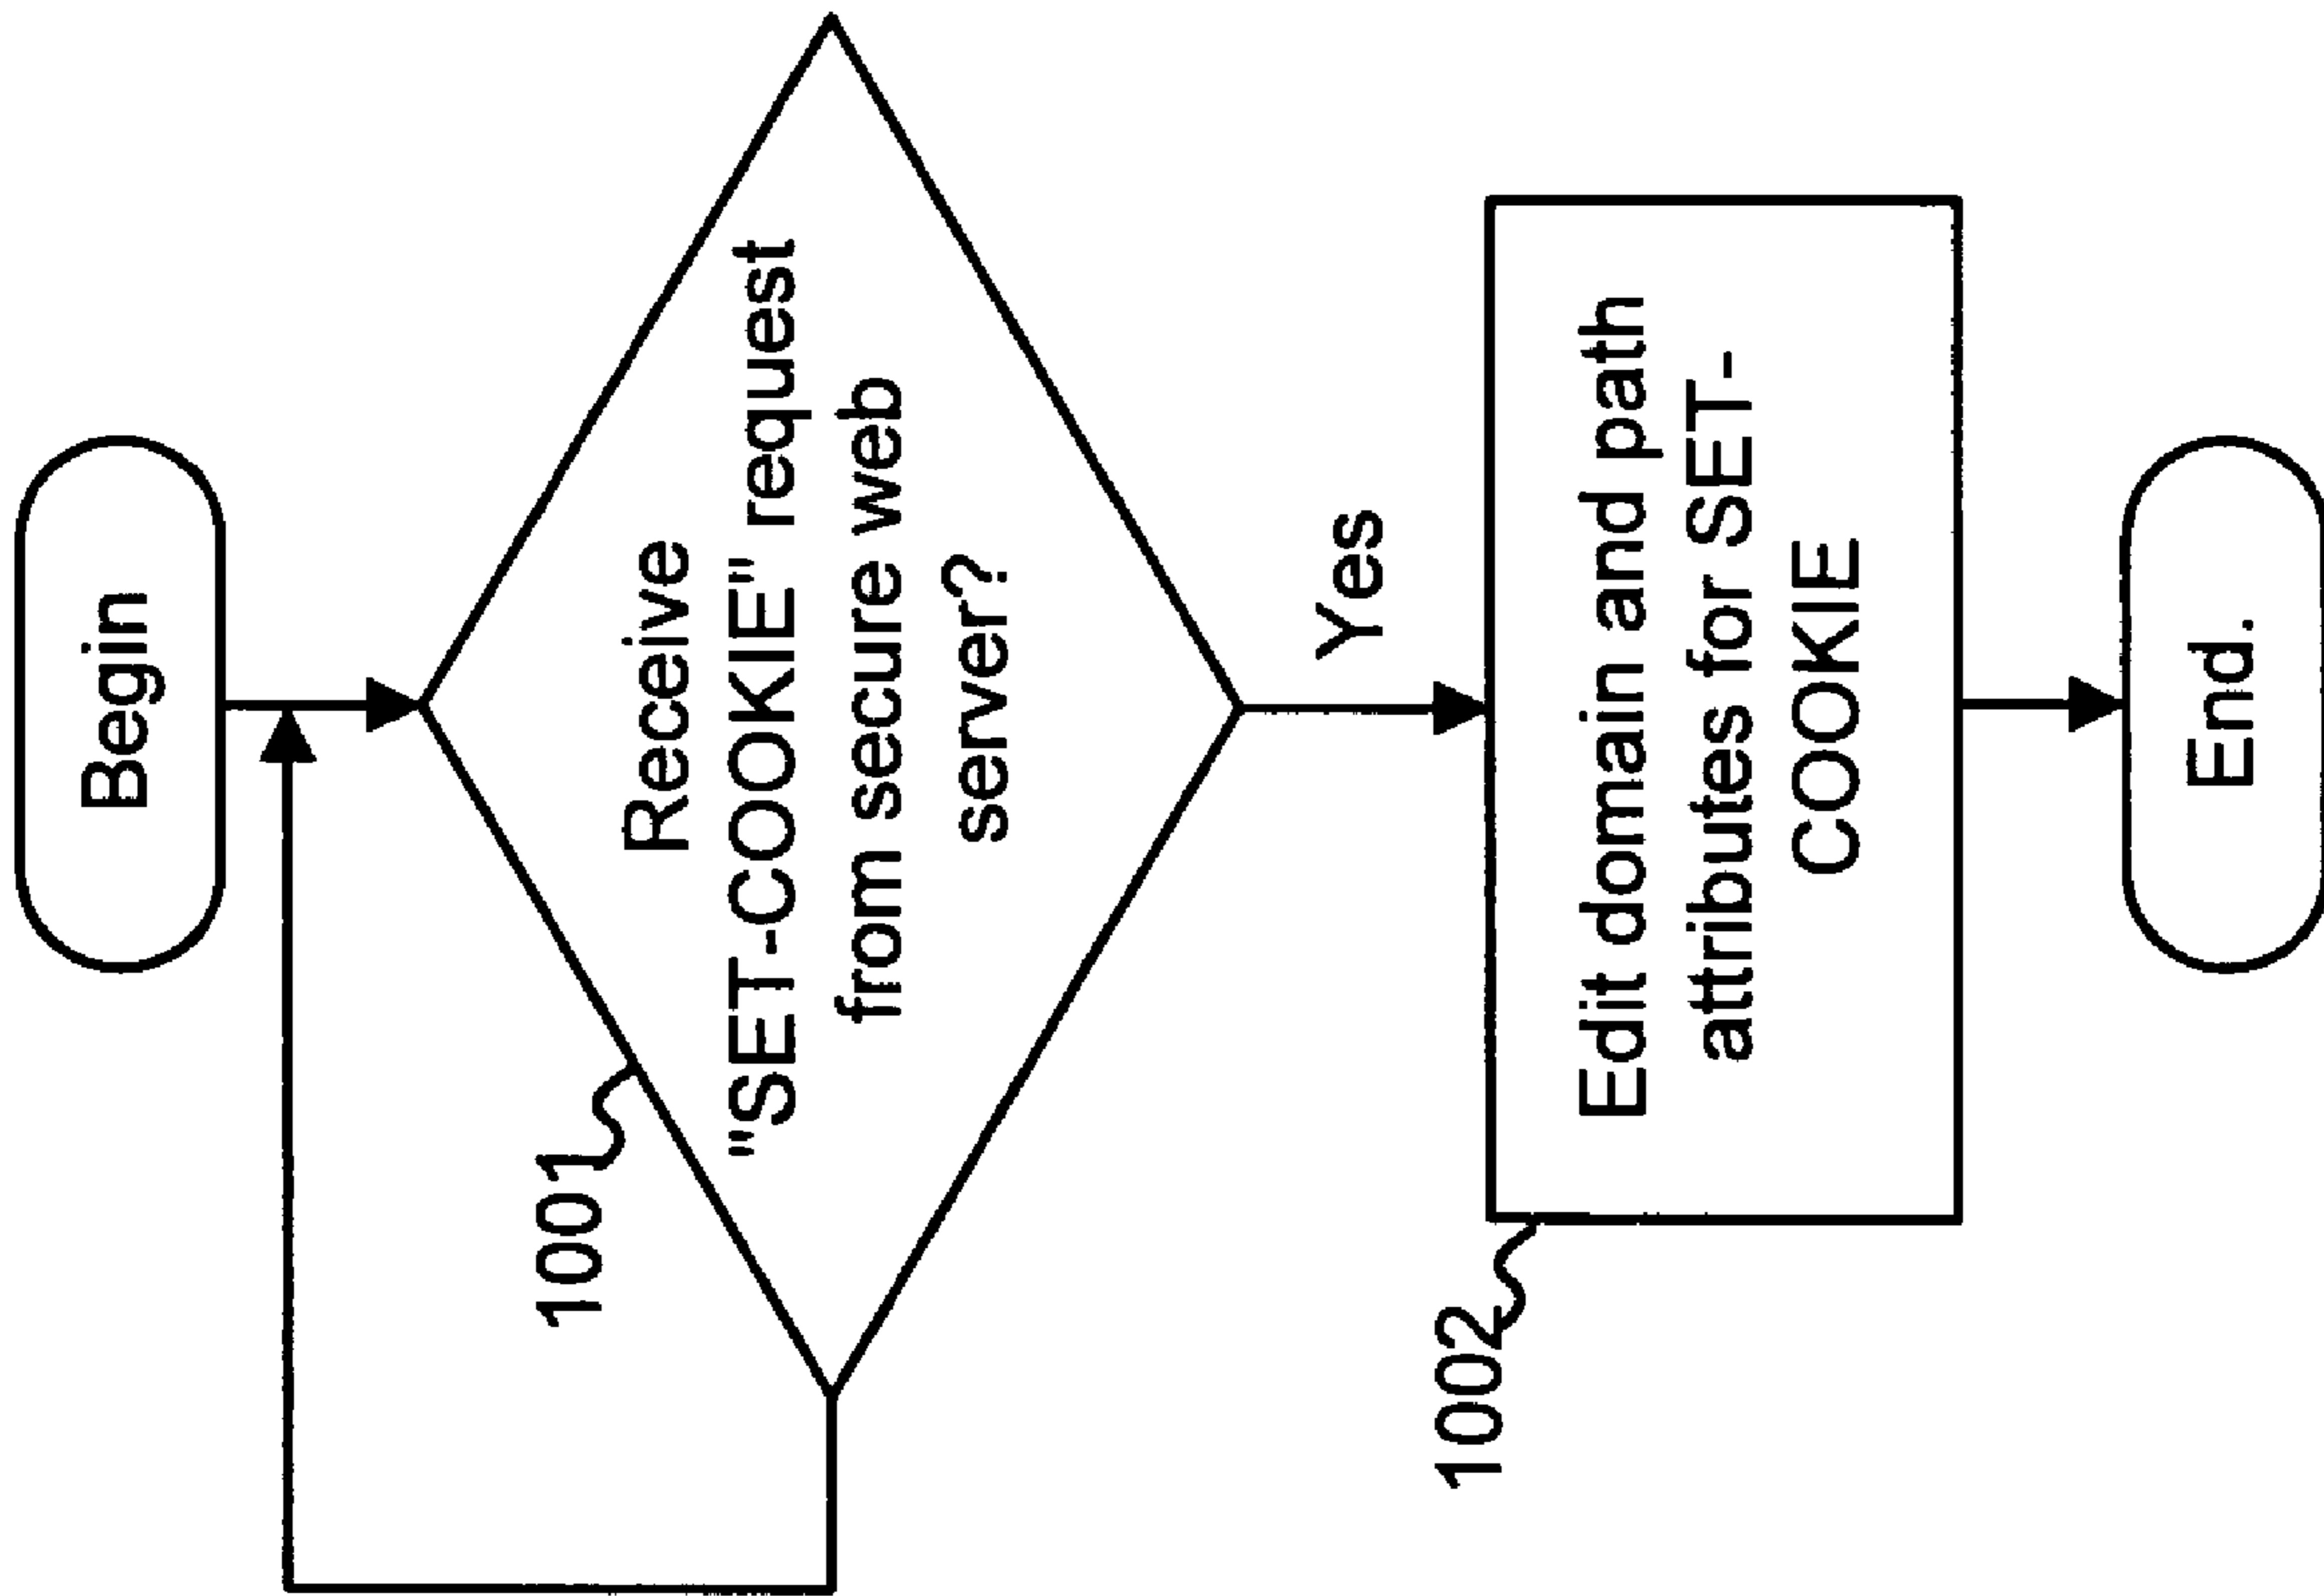 Begin
1001
Receive
"SET-COOKIE" request
from secure web
server?
Yes
1002
Edit domain and path
attributes for SET-
COOKIE
End.